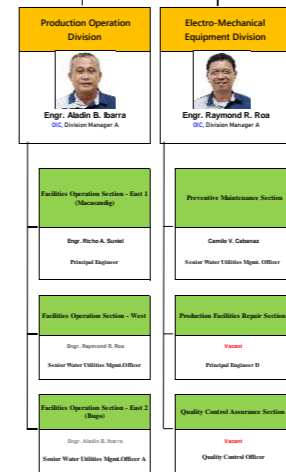 Production Operation
Division
Engr. Aladin B. Ibarra
OIC, Division Manager A
Facilities Operation Section - East 1
(Macasandig)
Engr. Richo A. Suniel
Principal Engineer
Facilities Operation Section - West
Engr. Raymond R. Roa
Senior Water Utilities Mgmt.Officer
Facilities Operation Section - East 2
(Bugo)
Engr. Aladin B. Ibarra
Senior Water Utilities Mgmt.Officer A
Electro-Mechanical
Equipment Division
Engr. Raymond R. Roa
OIC, Division Manager A
Preventive Maintenance Section
Camilo V. Cabanaz
Senior Water Utilities Mgmt. Officer
Production Facilities Repair Section
Vacant
Principal Engineer D
Quality Control Assurance Section
Vacant
Quality Control Officer